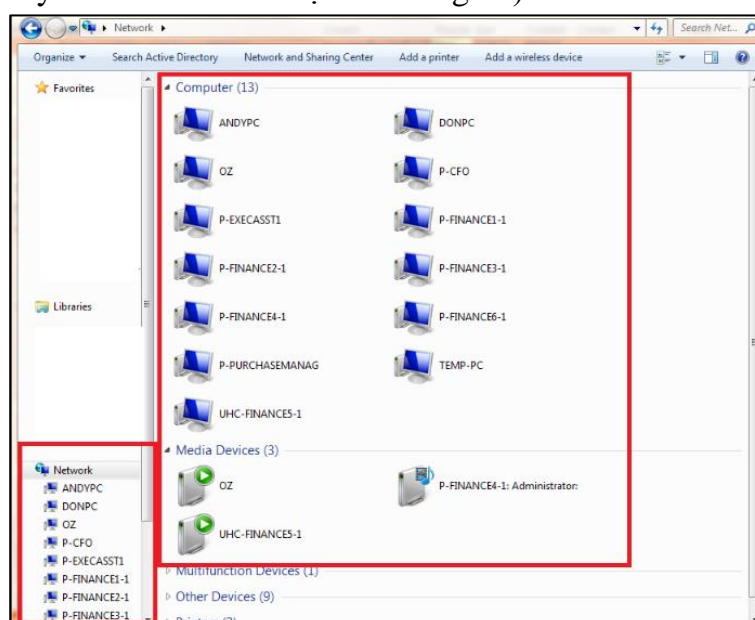 Network
Search Net...
Organize
Search Active Directory
Network and Sharing Center
Add a printer
Add a wireless device
Favorites
Libraries
Network
ANDYPC
DONPC
OZ
P-CFO
P-EXECASST1
P-FINANCE1-1
P-FINANCE2-1
P-FINANCE3-1
Computer (13)
ANDYPC
DONPC
OZ
P-CFO
P-EXECASST1
P-FINANCE1-1
P-FINANCE2-1
P-FINANCE3-1
P-FINANCE4-1
P-FINANCE6-1
P-PURCHASEMANAG
TEMP-PC
UHC-FINANCE5-1
Media Devices (3)
OZ
P-FINANCE4-1: Administrator:
UHC-FINANCE5-1
Multifunction Devices (1)
Other Devices (9)